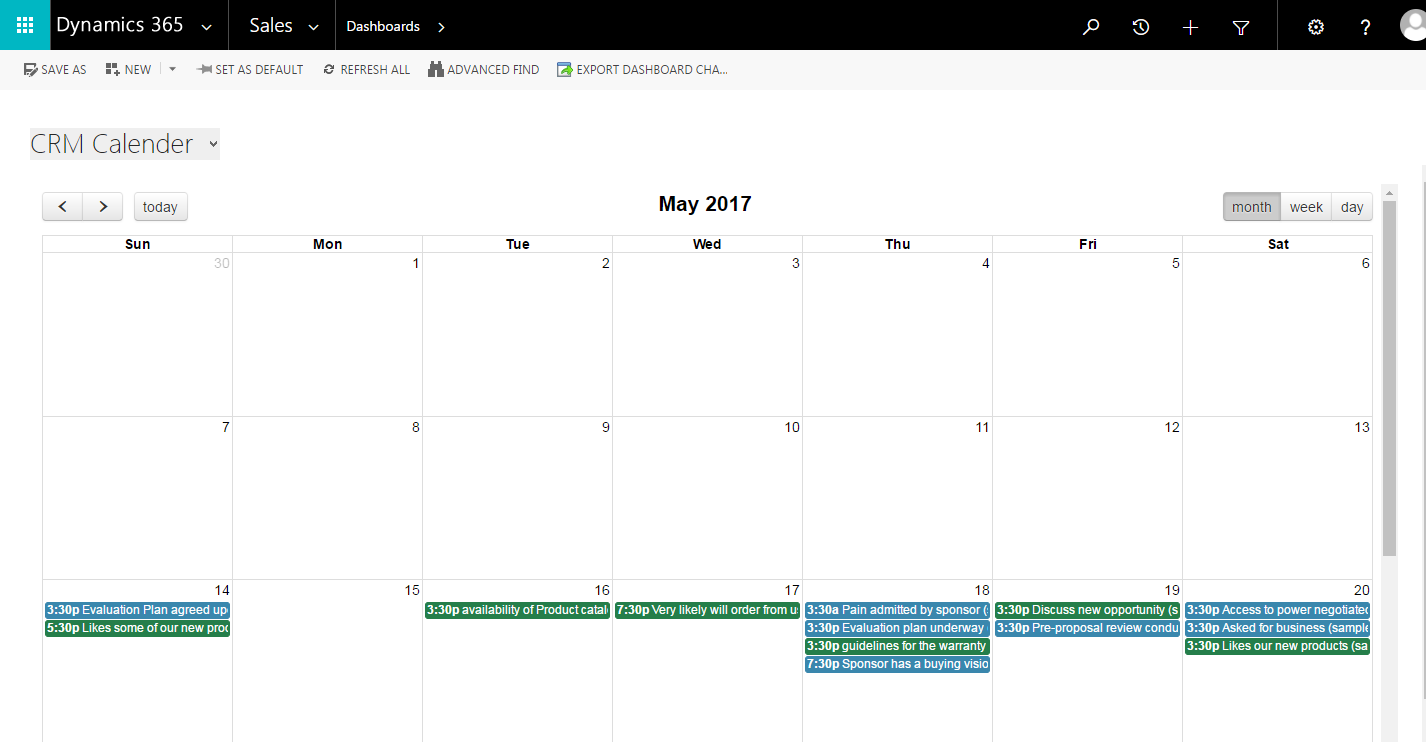 Dynamics 365 Sales Dashboards ?
SAVE AS NEW SET AS DEFAULT REFRESH ALL ADVANCED FIND EXPORT DASHBOARD CHA...
CRM Calender
today May 2017 month week day
Sun Mon Tue Wed Thu Fri Sat
30 1 2 3 4 5 6
7 8 9 10 11 12 13
14 15 16 17 18 19 20
3:30p Evaluation Plan agreed upo
5:30p Likes some of our new proc
3:30p availability of Product catal
7:30p Very likely will order from us
3:30a Pain admitted by sponsor (
3:30p Evaluation plan underway
3:30p guidelines for the warranty
7:30p Sponsor has a buying visio
3:30p Discuss new opportunity (s
3:30p Pre-proposal review condu
3:30p Access to power negotiated
3:30p Asked for business (sample
3:30p Likes our new products (sa